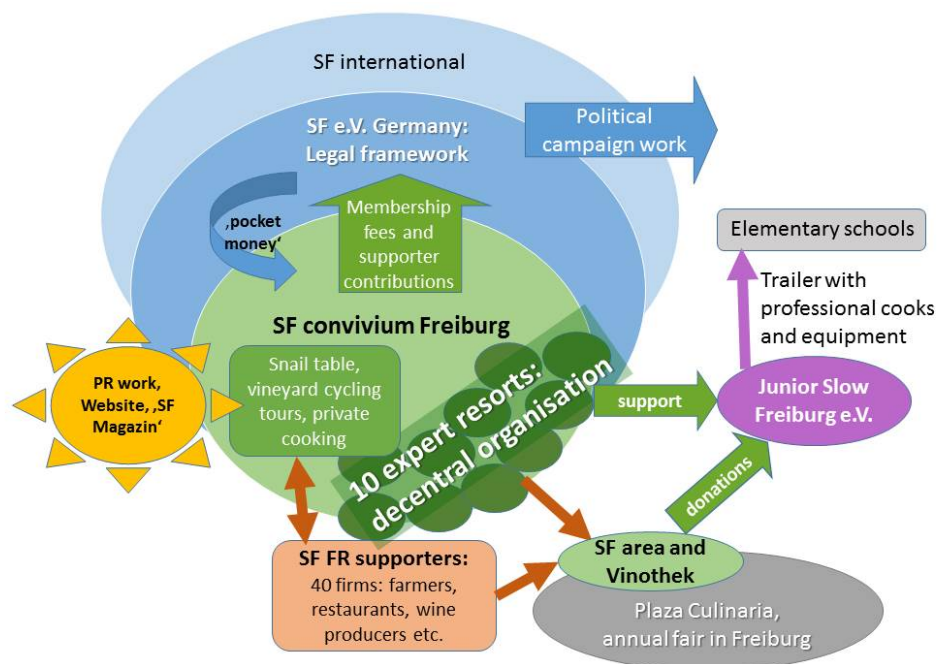 SF international
SF e.V. Germany:
Legal framework
Political
campaign work
‚pocket
money‘
Membership
fees and
supporter
contributions
Elementary schools
Trailer with
professional cooks
and equipment
SF convivium Freiburg
PR work,
Website, ‚SF
Magazin‘
Snail table,
vineyard cycling
tours, private
cooking
10 expert resorts:
decentral organisation
support
Junior Slow
Freiburg e.V.
donations
SF FR supporters:
40 firms: farmers,
restaurants, wine
producers etc.
SF area and
Vinothek
Plaza Culinaria,
annual fair in Freiburg